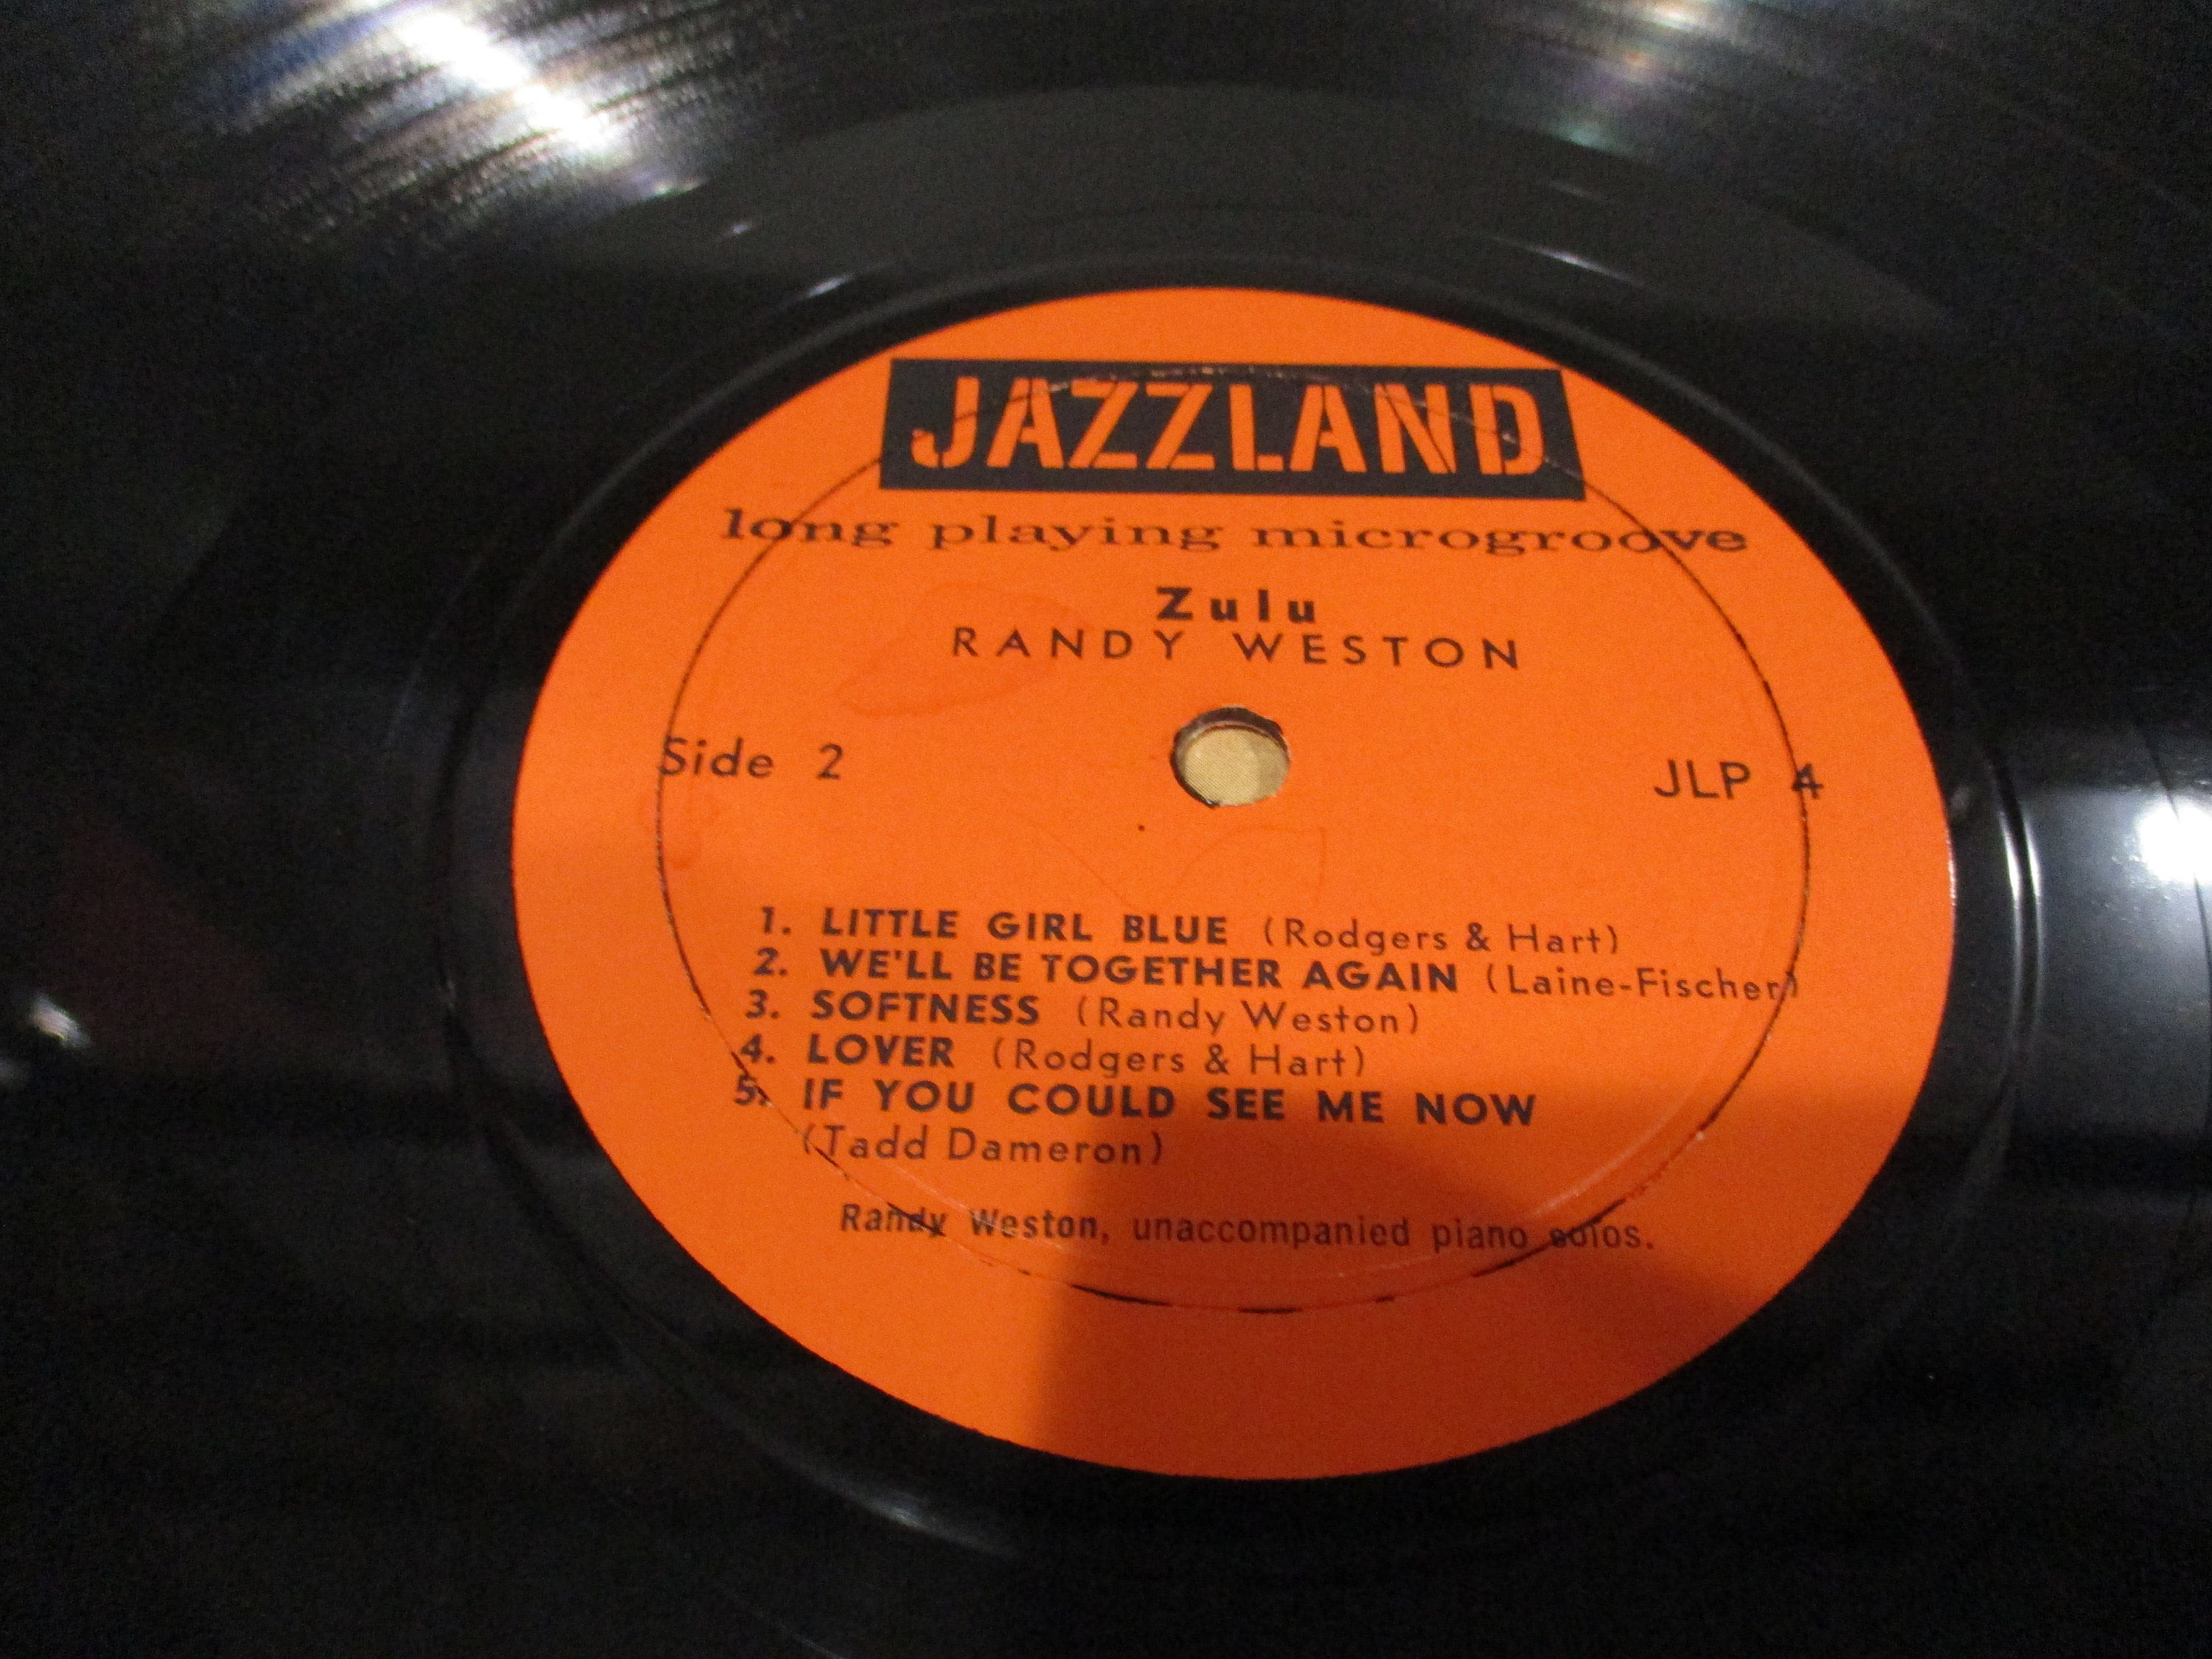 JAZZLAND
long playing microgroove
Zulu
RANDY WESTON
Side 2
JLP 4
1. LITTLE GIRL BLUE (Rodgers & Hart)
2. WE'LL BE TOGETHER AGAIN (Laine-Fischer)
3. SOFTNESS (Randy Weston)
4. LOVER (Rodgers & Hart)
5. IF YOU COULD SEE ME NOW
(Tadd Dameron)
Randy Weston, unaccompanied piano solos.